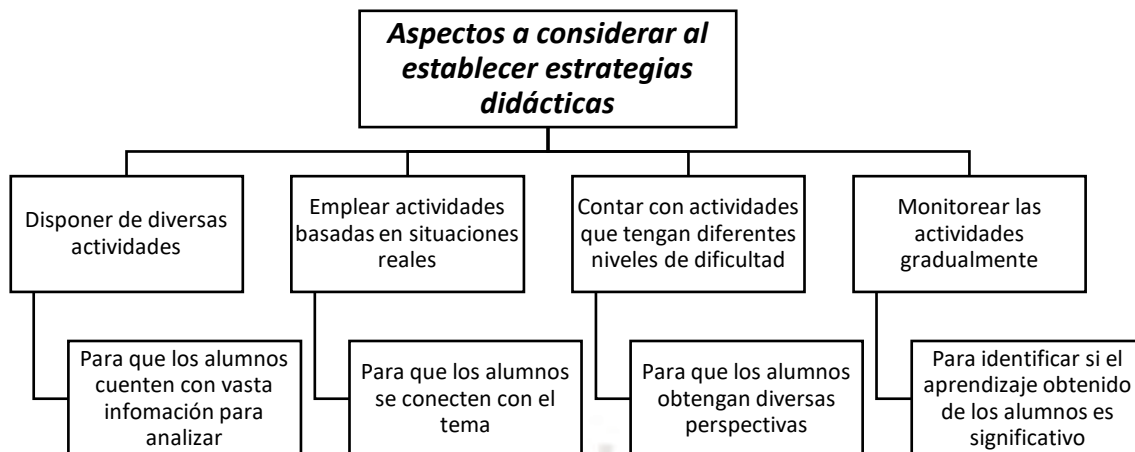 Aspectos a considerar al
establecer estrategias
didácticas
Disponer de diversas
actividades
Emplear actividades
basadas en situaciones
reales
Contar con actividades
que tengan diferentes
niveles de dificultad
Monitorear las
actividades
gradualmente
Para que los alumnos
cuenten con vasta
infomación para
analizar
Para que los alumnos
se conecten con el
tema
Para que los alumnos
obtengan diversas
perspectivas
Para identificar si el
aprendizaje obtenido
de los alumnos es
significativo